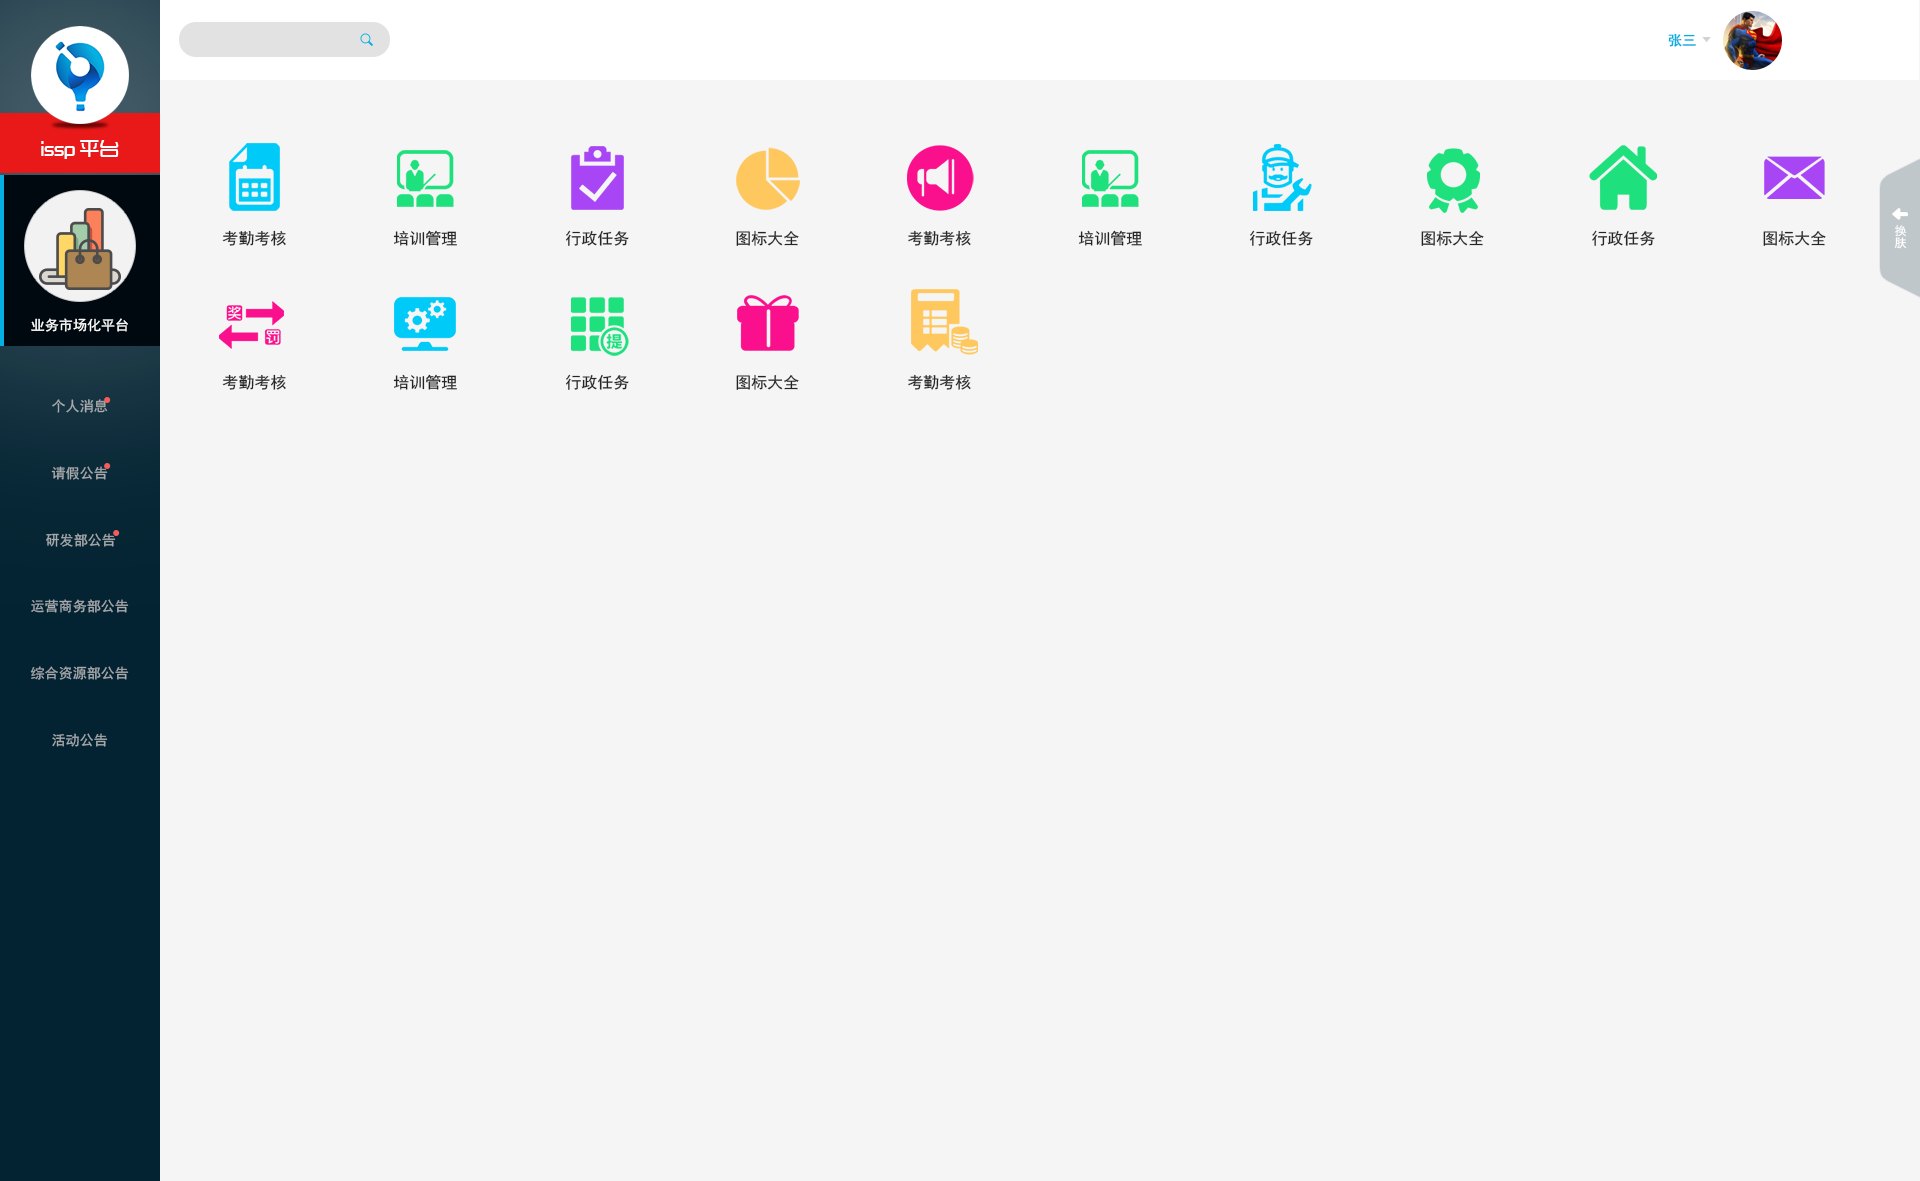 张三
issp 平台
业务市场化平台
个人消息
请假公告
研发部公告
运营商务部公告
综合资源部公告
活动公告
考勤考核
培训管理
行政任务
图标大全
考勤考核
培训管理
行政任务
图标大全
行政任务
图标大全
奖
罚
提
考勤考核
培训管理
行政任务
图标大全
考勤考核
换肤